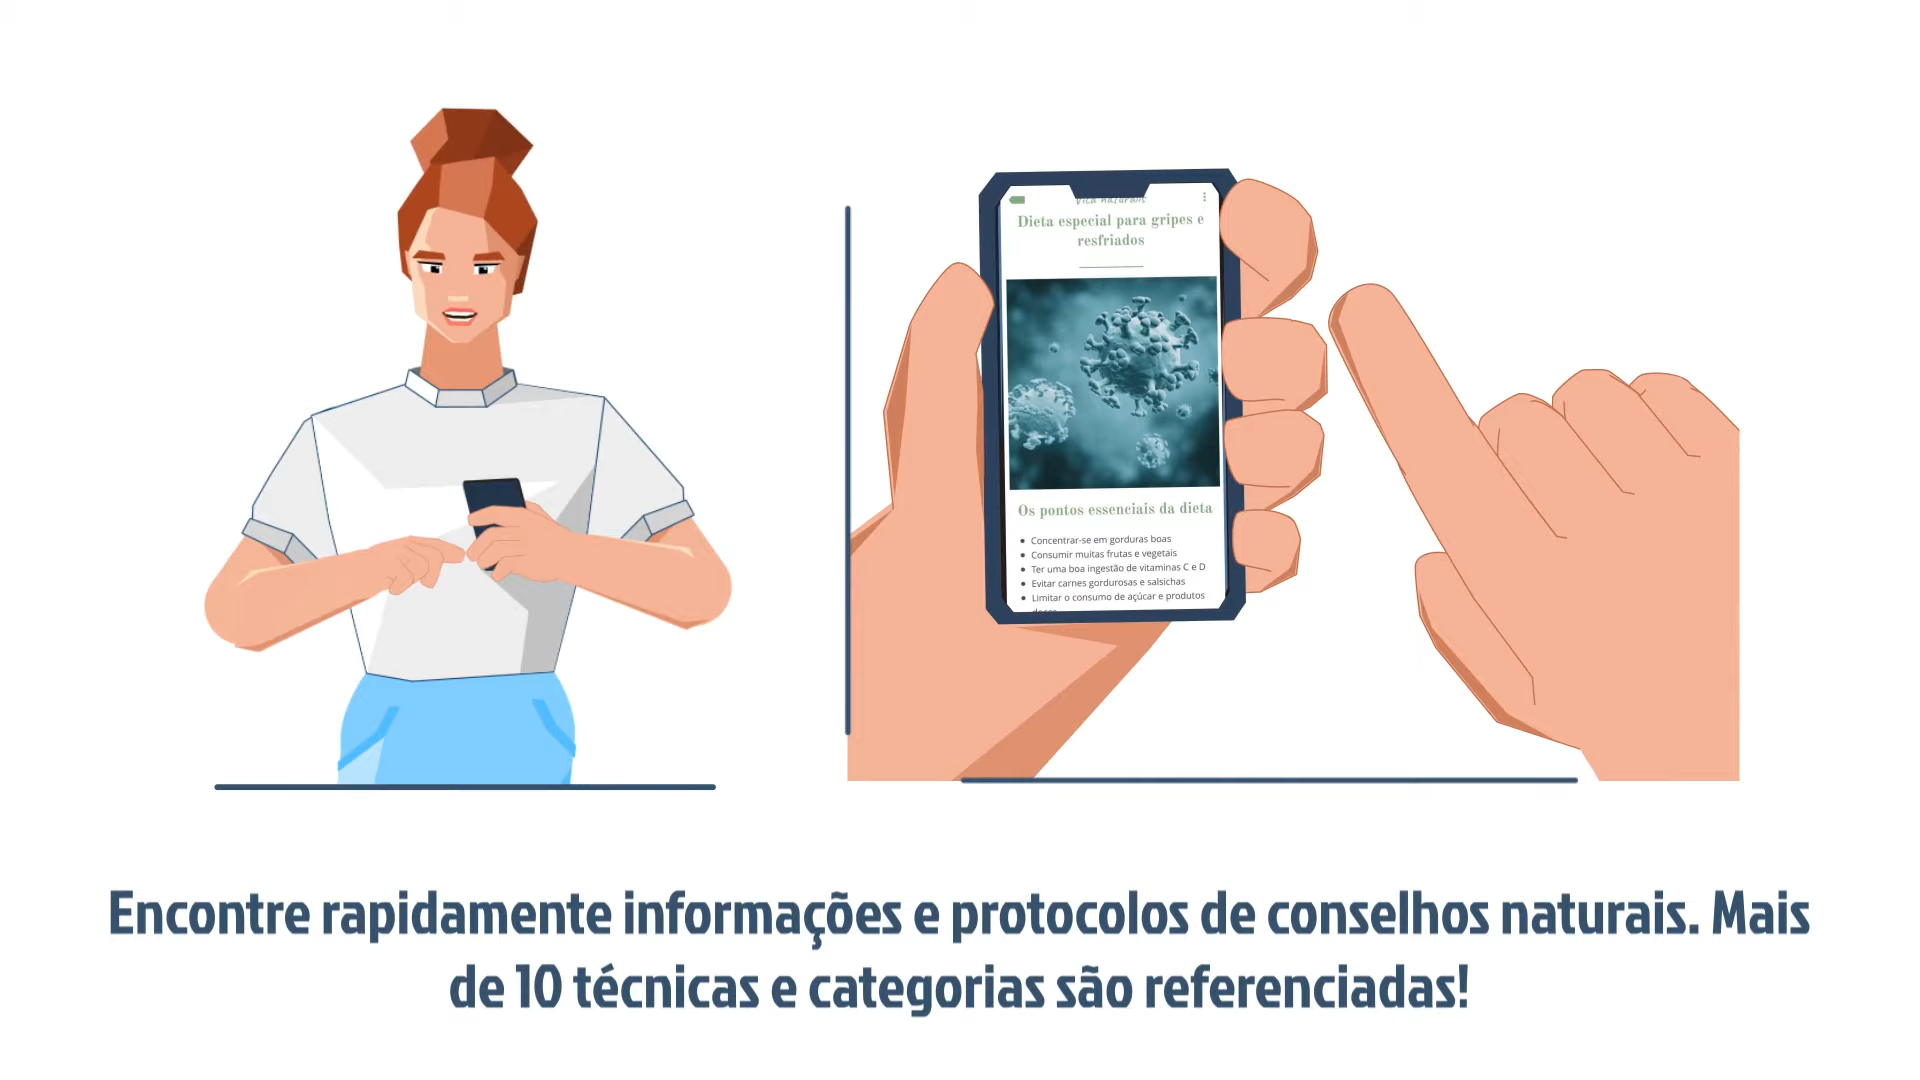 Dieta especial para gripes e
resfriados
Os pontos essenciais da dieta
Concentrar-se em gorduras boas
Consumir muitas frutas e vegetais
Ter uma boa ingestão de vitaminas C e D
Evitar carnes gordurosas e salsichas
Limitar o consumo de açúcar e produtos
Encontre rapidamente informações e protocolos de conselhos naturais. Mais
de 10 técnicas e categorias são referenciadas!